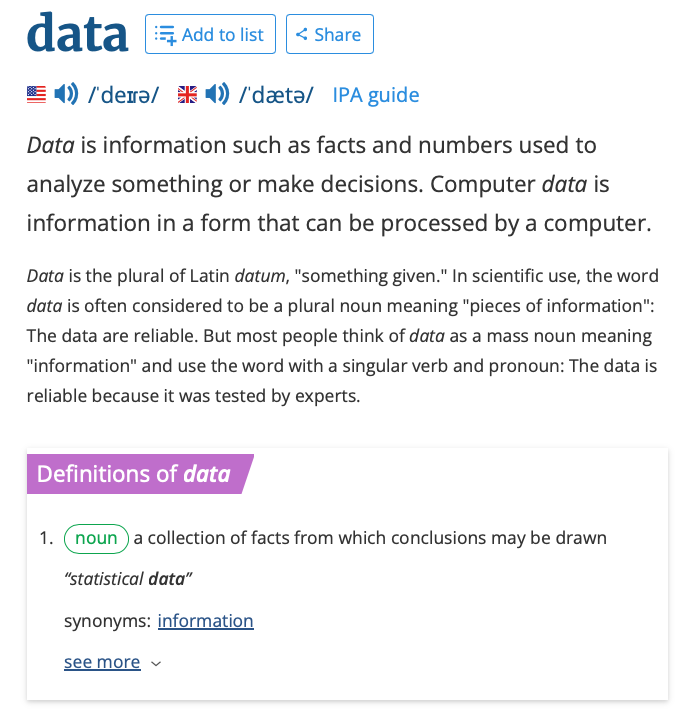 data Add to list Share
/ˈdeɪɾə/ /ˈdætə/ IPA guide
Data is information such as facts and numbers used to
analyze something or make decisions. Computer data is
information in a form that can be processed by a computer.
Data is the plural of Latin datum, "something given." In scientific use, the word
data is often considered to be a plural noun meaning "pieces of information":
The data are reliable. But most people think of data as a mass noun meaning
"information" and use the word with a singular verb and pronoun: The data is
reliable because it was tested by experts.
Definitions of data
1. noun a collection of facts from which conclusions may be drawn
“statistical data”
synonyms: information
see more